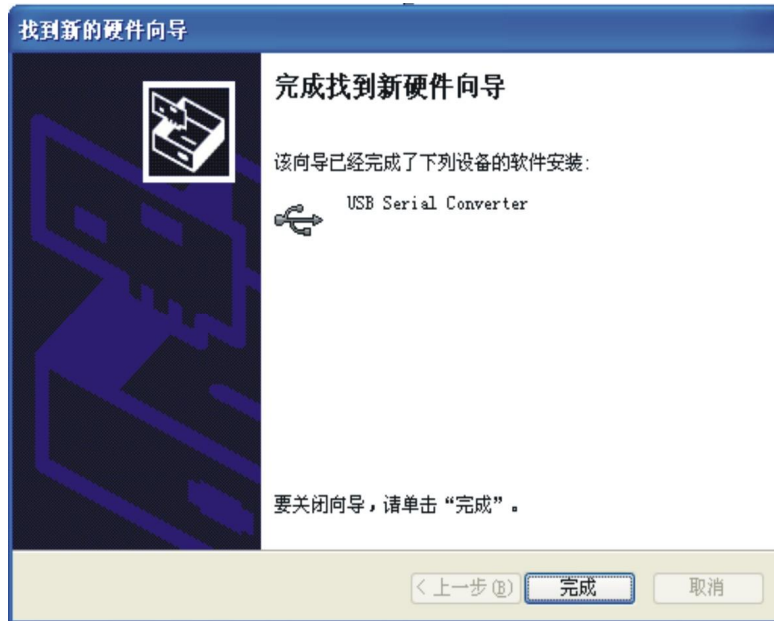 找到新的硬件向导
完成找到新硬件向导
该向导已经完成了下列设备的软件安装:
USB Serial Converter
要关闭向导，请单击“完成”。
< 上一步(B)
完成
取消